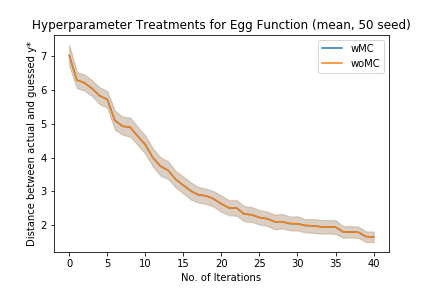 Hyperparameter Treatments for Egg Function (mean, 50 seed)
Distance between actual and guessed y*
7
6
5
4
3
2
wMC
woMC
0 5 10 15 20 25 30 35 40
No. of Iterations